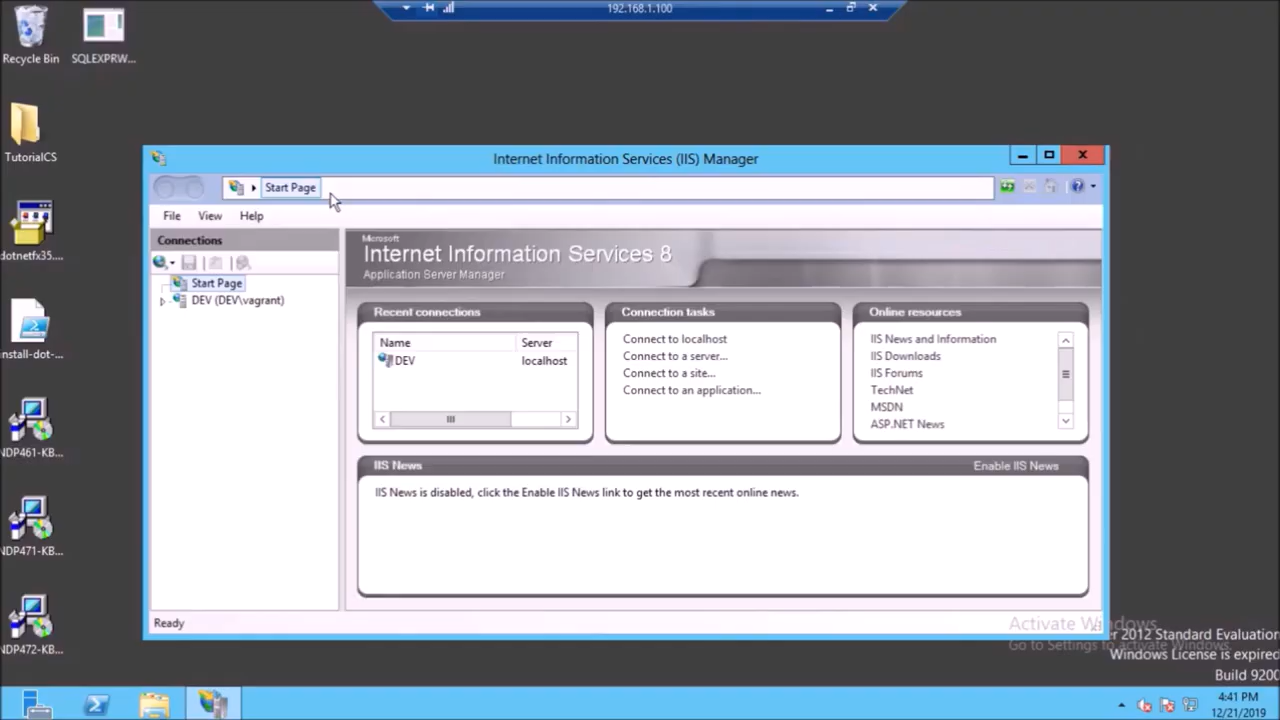 192.168.1.100
Recycle Bin
SQLEXPRW...
TutorialCS
dotnetfx35....
install-dot-...
NDP461-KB...
NDP471-KB...
NDP472-KB...
Internet Information Services (IIS) Manager
Start Page
File View Help
Connections
Start Page
DEV (DEV\vagrant)
Microsoft
Internet Information Services 8
Application Server Manager
Recent connections
Name Server
DEV localhost
Connection tasks
Connect to localhost
Connect to a server...
Connect to a site...
Connect to an application...
Online resources
IIS News and Information
IIS Downloads
IIS Forums
TechNet
MSDN
ASP.NET News
IIS News
Enable IIS News
IIS News is disabled, click the Enable IIS News link to get the most recent online news.
Ready
Activate Windows
Go to Settings to activate Windows.
r 2012 Standard Evaluation
Windows License is expired
Build 9200
4:41 PM
12/21/2019